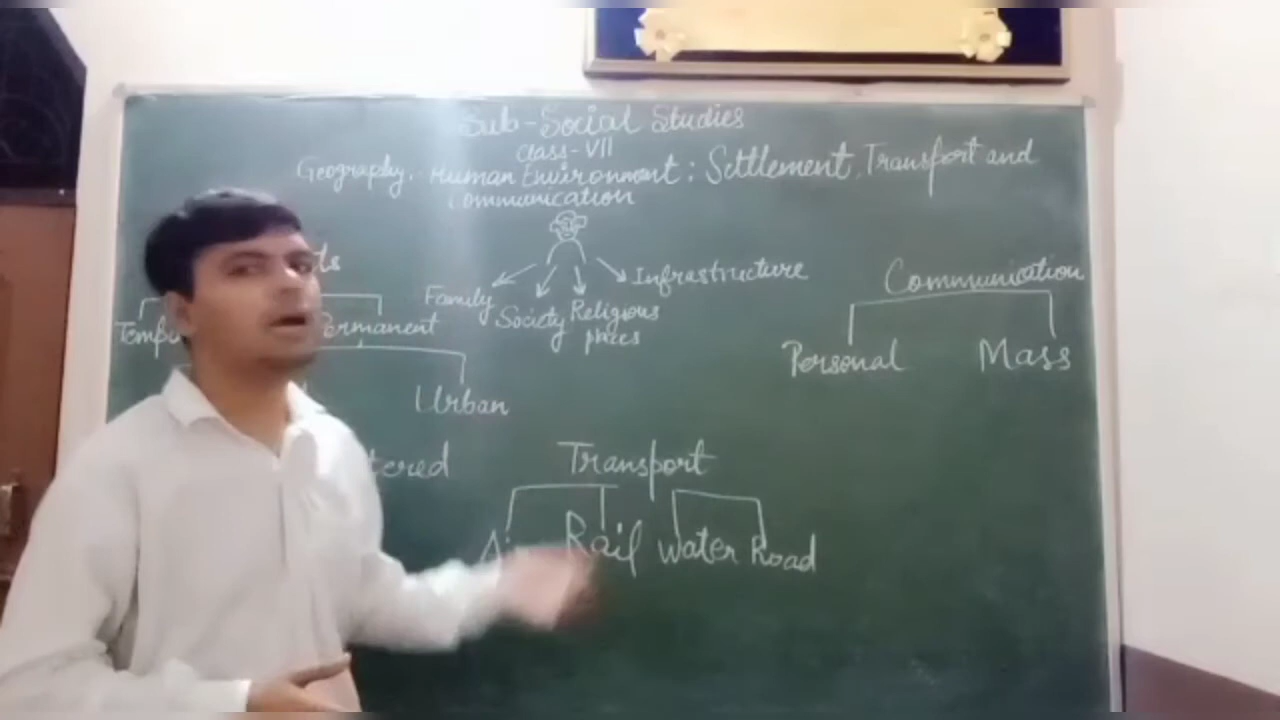 Sub-Social Studies
Class-VII
Geography. Human Environment: Settlement, Transport and
Communication
Infrastructure
Family
Society
Religious
places
Communication
Personal Mass
Urban
Transport
Rail Water Road